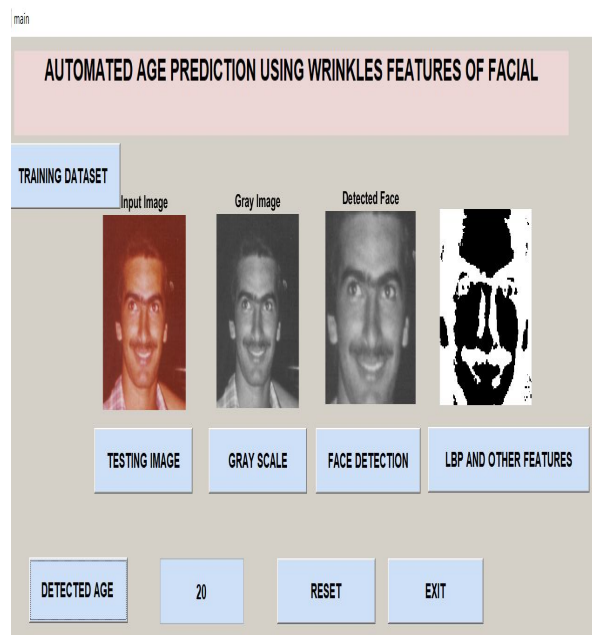 main
AUTOMATED AGE PREDICTION USING WRINKLES FEATURES OF FACIAL
TRAINING DATASET
Input Image
Gray Image
Detected Face
TESTING IMAGE
GRAY SCALE
FACE DETECTION
LBP AND OTHER FEATURES
DETECTED AGE
20
RESET
EXIT